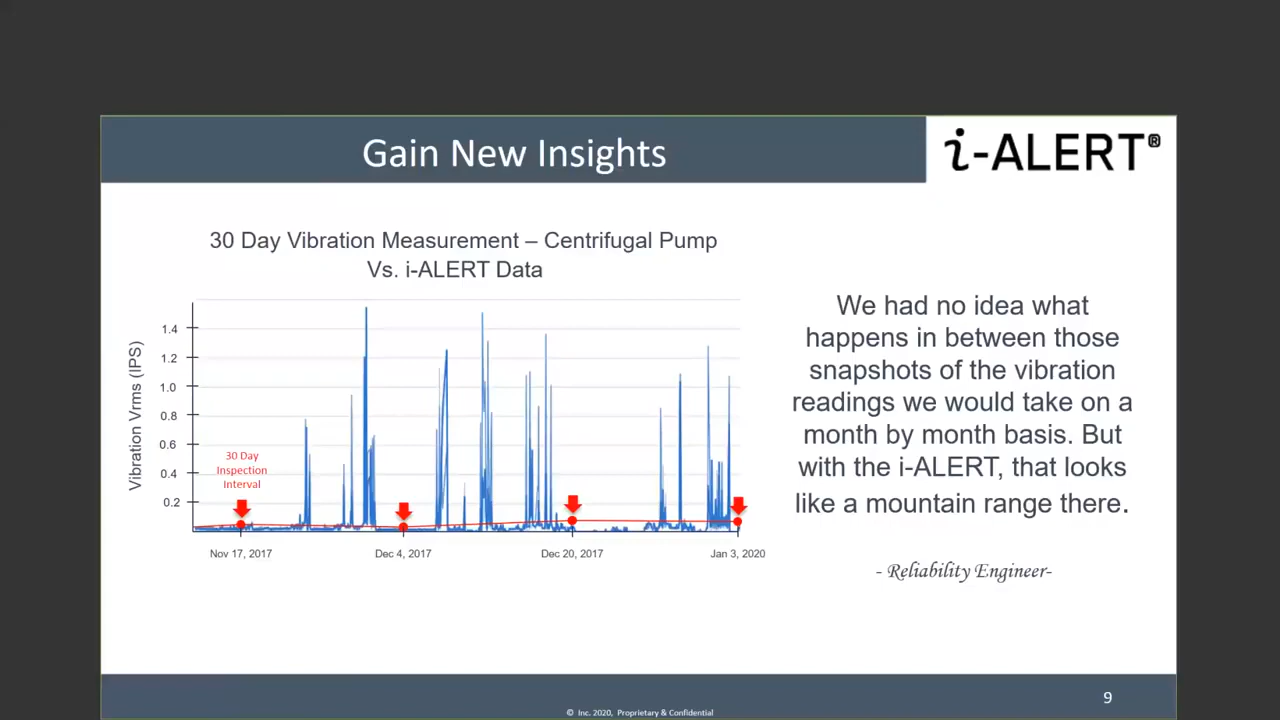 Gain New Insights
i-ALERT®
30 Day Vibration Measurement – Centrifugal Pump
Vs. i-ALERT Data
Vibration Vrms (IPS)
1.4
1.2
1.0
0.8
0.6
0.4
0.2
30 Day
Inspection
Interval
Nov 17, 2017
Dec 4, 2017
Dec 20, 2017
Jan 3, 2020
We had no idea what
happens in between those
snapshots of the vibration
readings we would take on a
month by month basis. But
with the i-ALERT, that looks
like a mountain range there.
- Reliability Engineer-
9
© Inc. 2020, Proprietary & Confidential